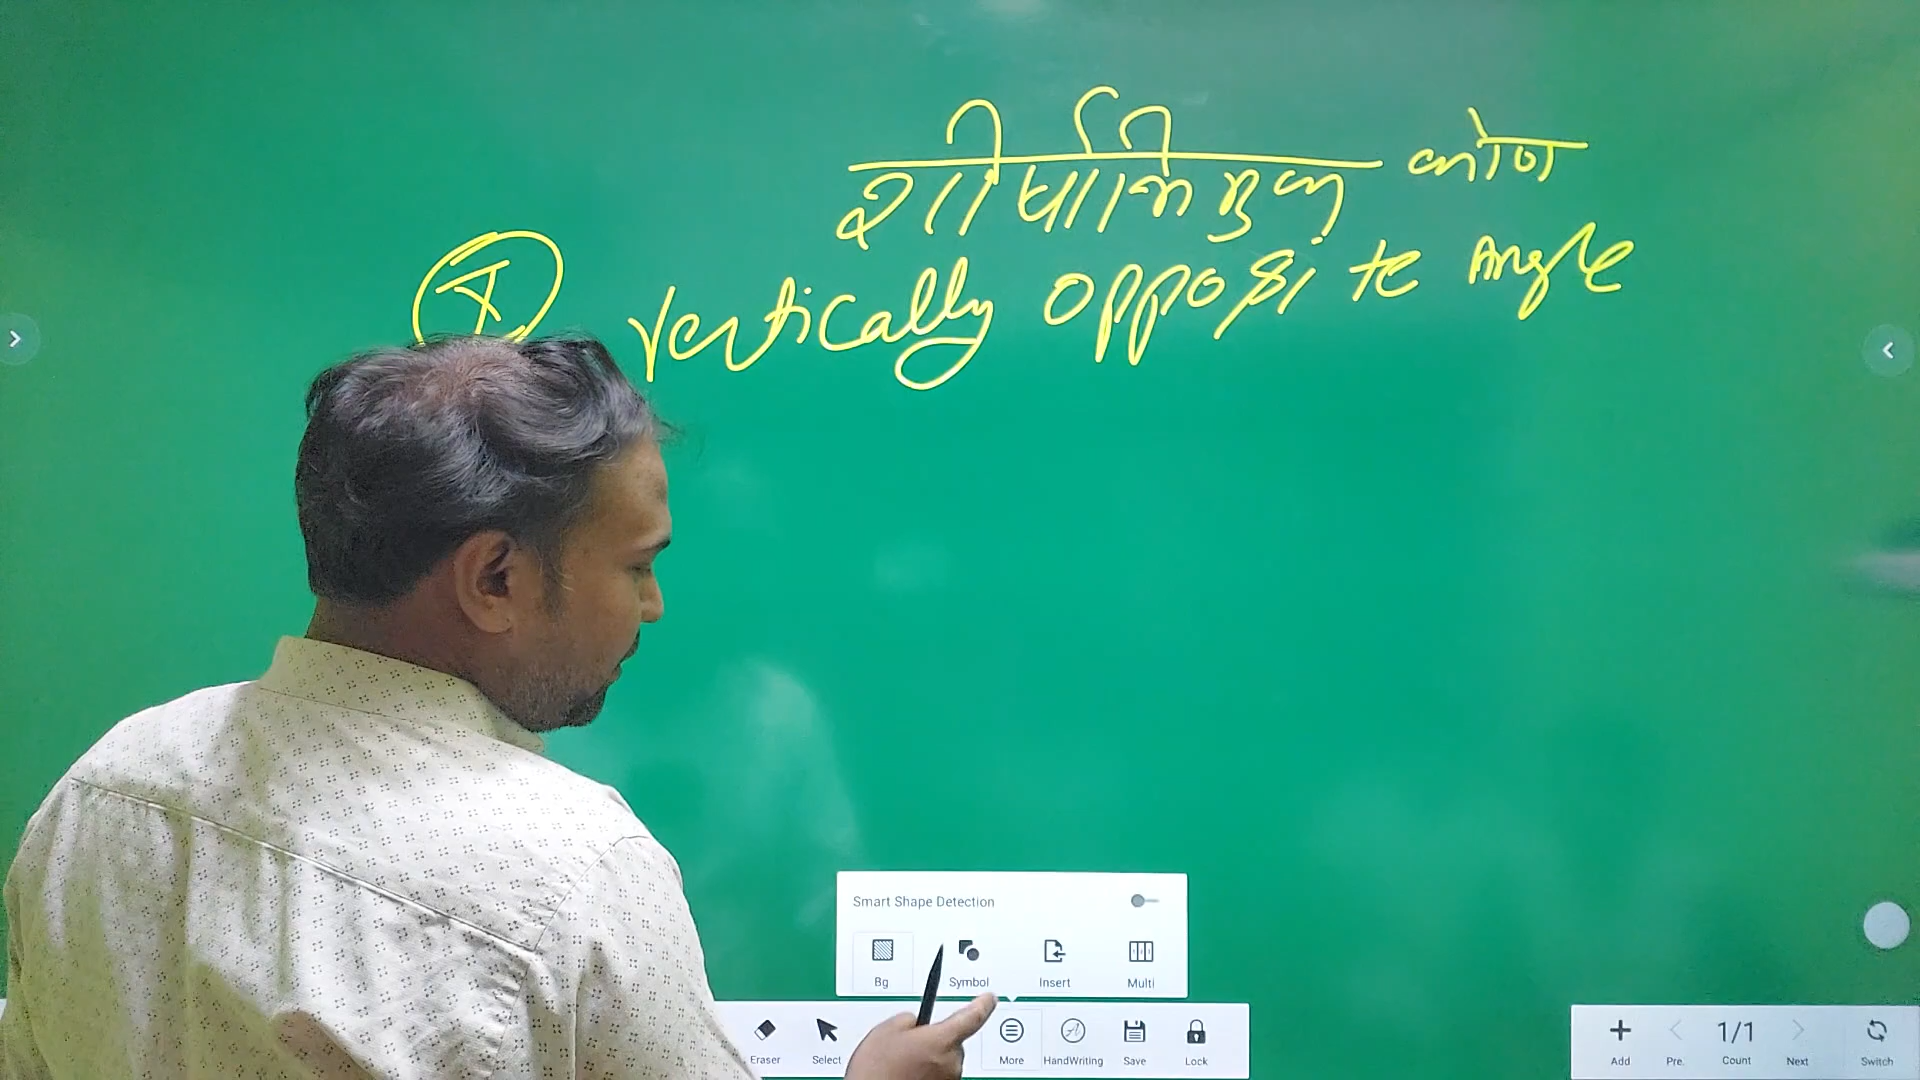 शीर्षाभिमुख कोण
I vertically opposite Angle
Smart Shape Detection
Bg Symbol Insert Multi
Eraser Select More HandWriting Save Lock
Add Pre. 1/1 Count Next Switch